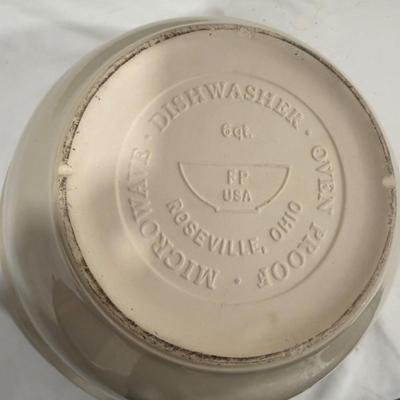 MICROWAVE · DISHWASHER · OVEN PROOF ·
6qt.
FP
USA
ROSEVILLE, OHIO